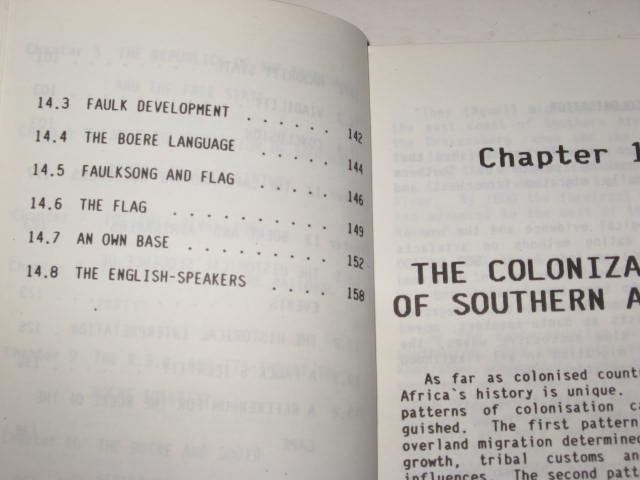 14.3 FAULK DEVELOPMENT . . . . . . 142
14.4 THE BOERE LANGUAGE . . . . . . 144
14.5 FAULKSONG AND FLAG . . . . . . 146
14.6 THE FLAG . . . . . . . . . . 149
14.7 AN OWN BASE . . . . . . . . . 152
14.8 THE ENGLISH-SPEAKERS . . . . . 158
Chapter 1
THE COLONIZA
OF SOUTHERN A
As far as colonised count
Africa`s history is unique.
patterns of colonisation ca
guished. The first pattern
overland migration determined
growth, tribal customs an
influences. The second patt